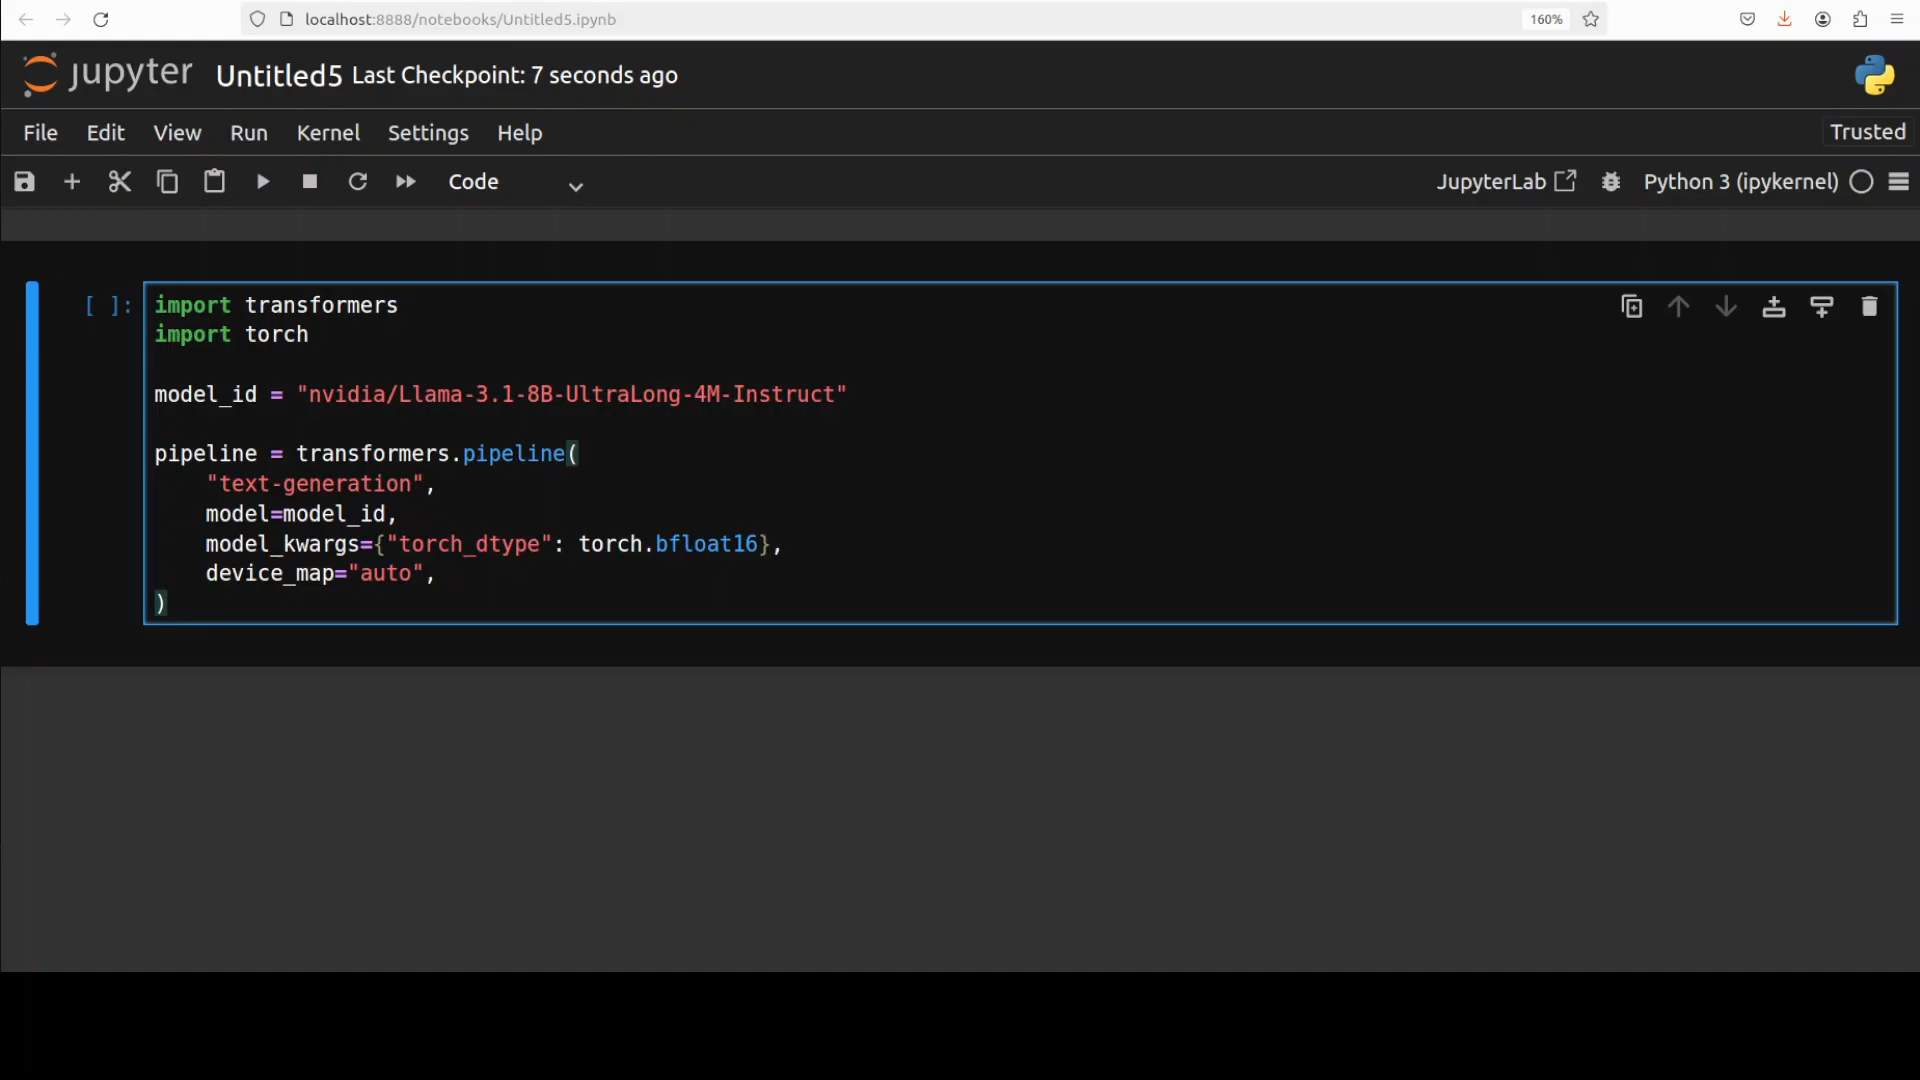 localhost:8888/notebooks/Untitled5.ipynb
160%
jupyter
Untitled5 Last Checkpoint: 7 seconds ago
File Edit View Run Kernel Settings Help
Trusted
Code
JupyterLab
Python 3 (ipykernel)
[ ]:
import transformers
import torch
model_id = "nvidia/Llama-3.1-8B-UltraLong-4M-Instruct"
pipeline = transformers.pipeline(
    "text-generation",
    model=model_id,
    model_kwargs={"torch_dtype": torch.bfloat16},
    device_map="auto",
)